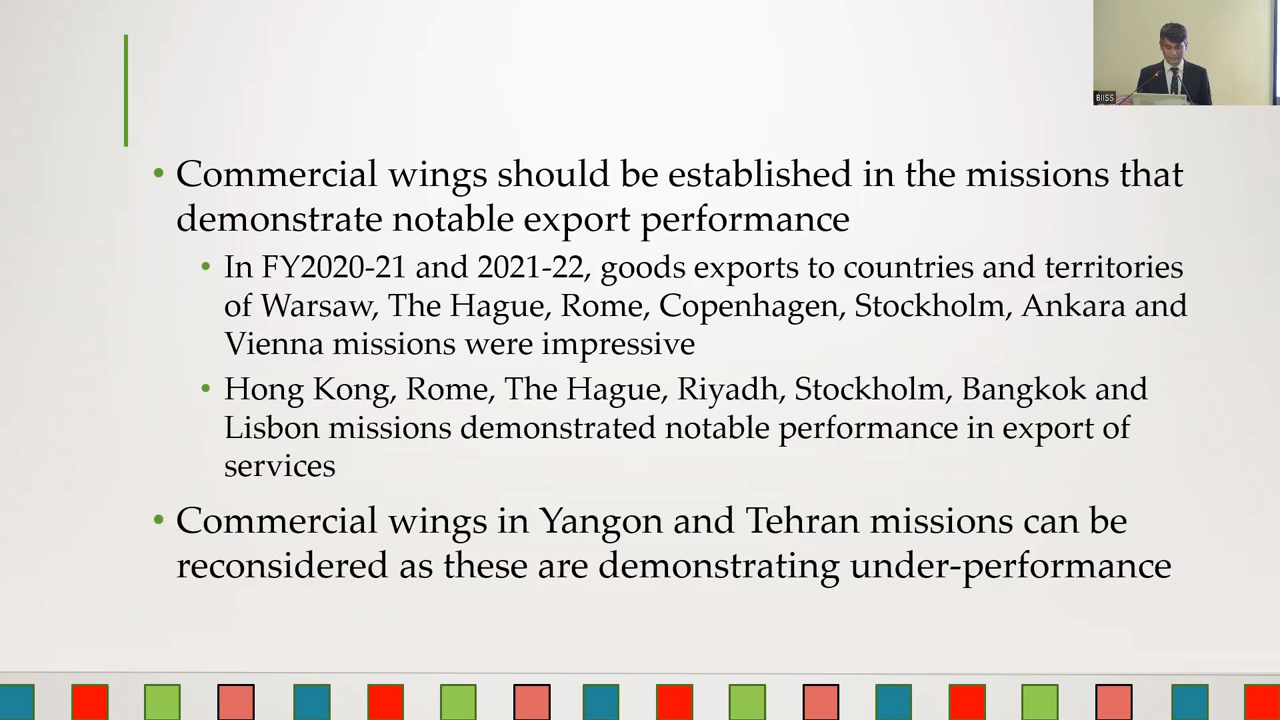 BIISS
• Commercial wings should be established in the missions that
demonstrate notable export performance
• In FY2020-21 and 2021-22, goods exports to countries and territories
of Warsaw, The Hague, Rome, Copenhagen, Stockholm, Ankara and
Vienna missions were impressive
• Hong Kong, Rome, The Hague, Riyadh, Stockholm, Bangkok and
Lisbon missions demonstrated notable performance in export of
services
• Commercial wings in Yangon and Tehran missions can be
reconsidered as these are demonstrating under-performance